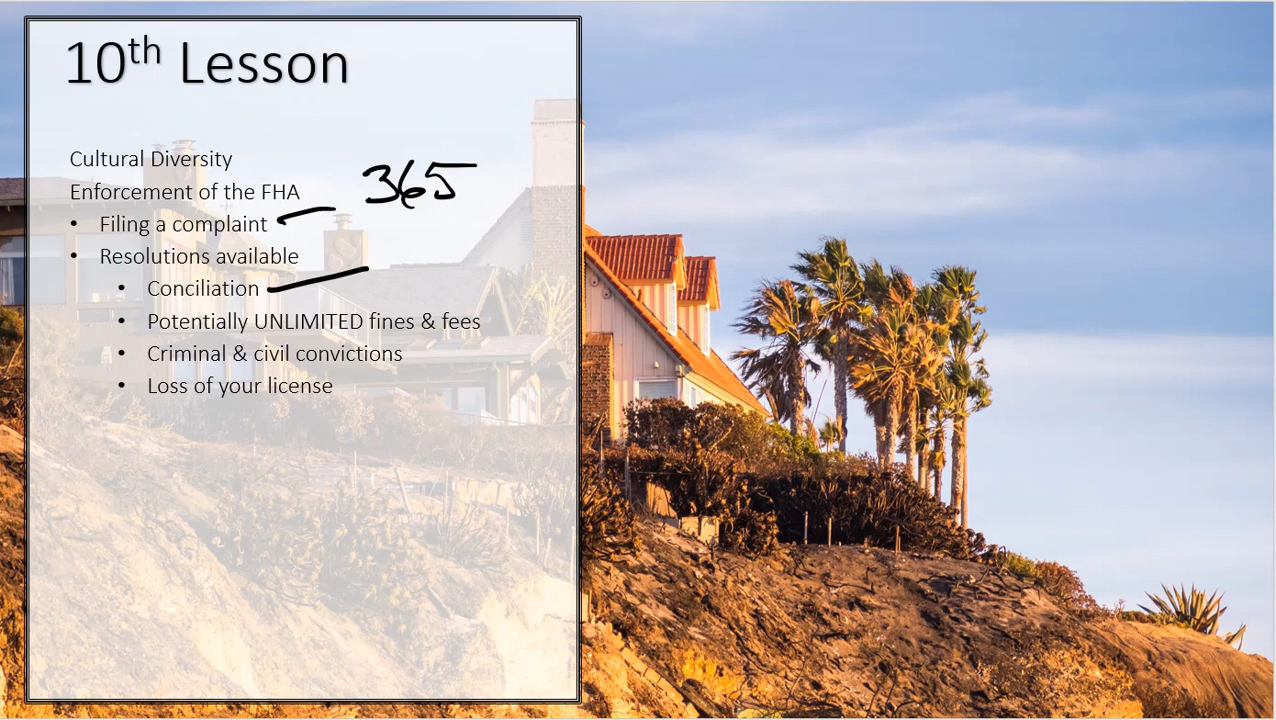 10th Lesson
Cultural Diversity
365
Enforcement of the FHA
• Filing a complaint
• Resolutions available
• Conciliation
• Potentially UNLIMITED fines & fees
• Criminal & civil convictions
• Loss of your license